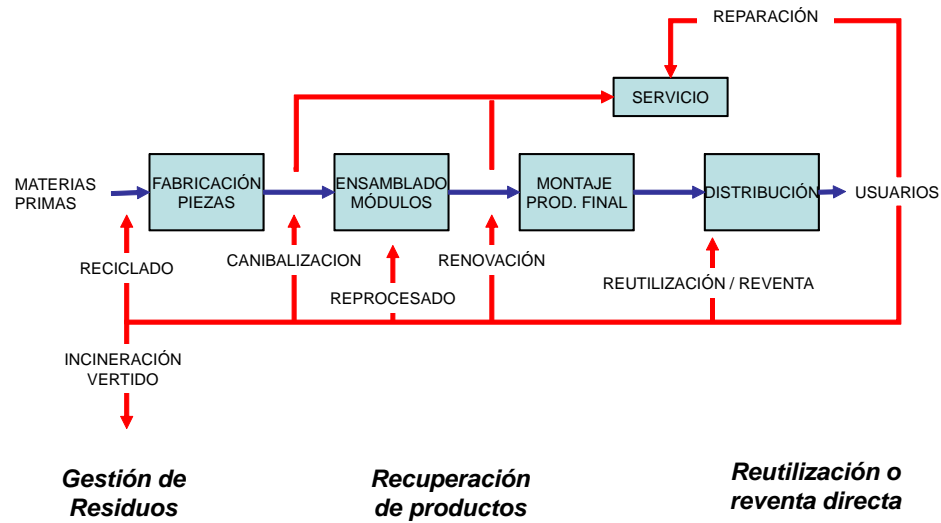 REPARACIÓN
SERVICIO
MATERIAS
PRIMAS
FABRICACIÓN
PIEZAS
ENSAMBLADO
MÓDULOS
MONTAJE
PROD. FINAL
DISTRIBUCIÓN
USUARIOS
RECICLADO
CANIBALIZACION
RENOVACIÓN
REUTILIZACIÓN / REVENTA
REPROCESADO
INCINERACIÓN
VERTIDO
Gestión de
Residuos
Recuperación
de productos
Reutilización o
reventa directa